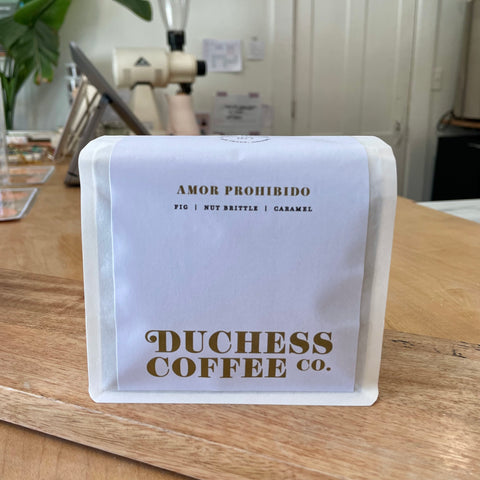 AMOR PROHIBIDO
FIG | NUT BRITTLE | CARAMEL
DUCHESS
COFFEE CO.